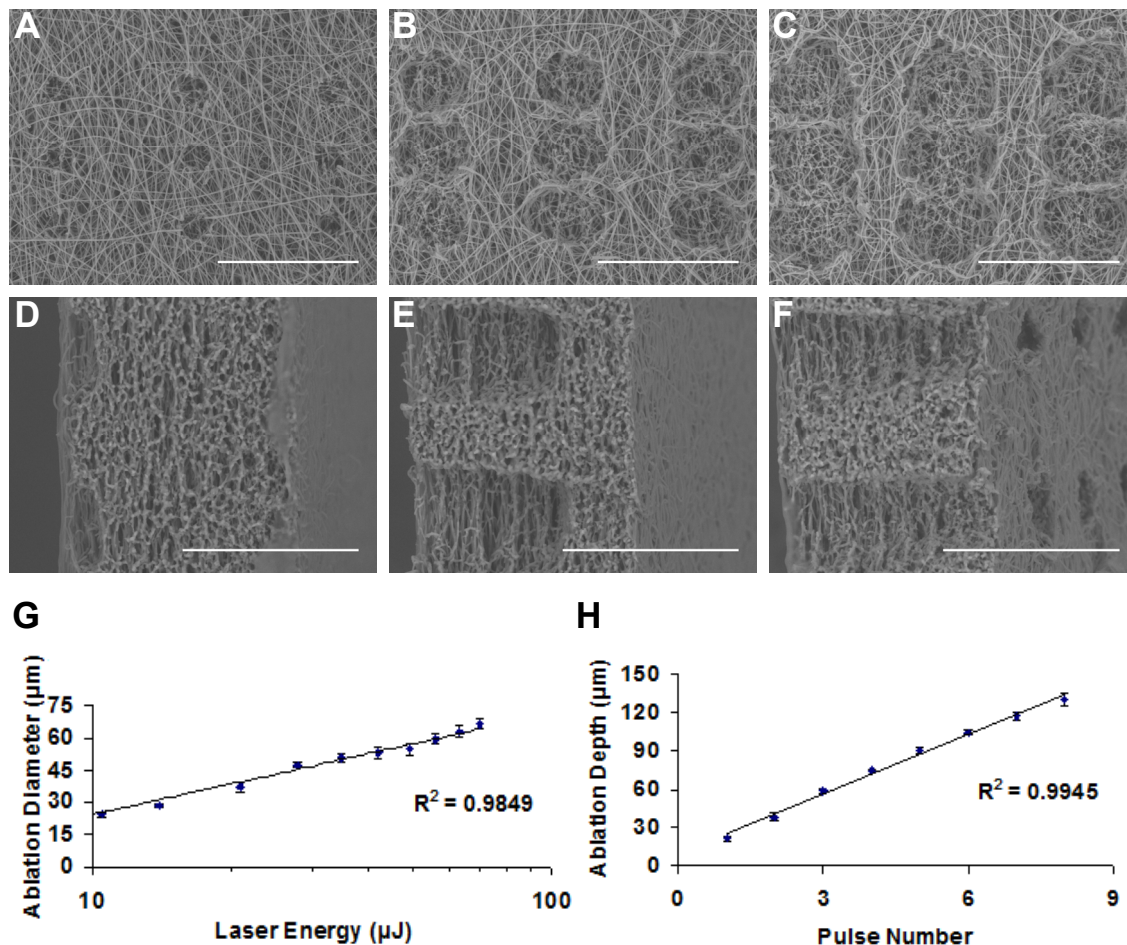 A
B
C
D
E
F
G
H
Ablation Diameter (µm)
75
60
45
30
15
0
R² = 0.9849
10
100
Laser Energy (µJ)
Ablation Depth (µm)
150
120
90
60
30
0
R² = 0.9945
0
3
6
9
Pulse Number